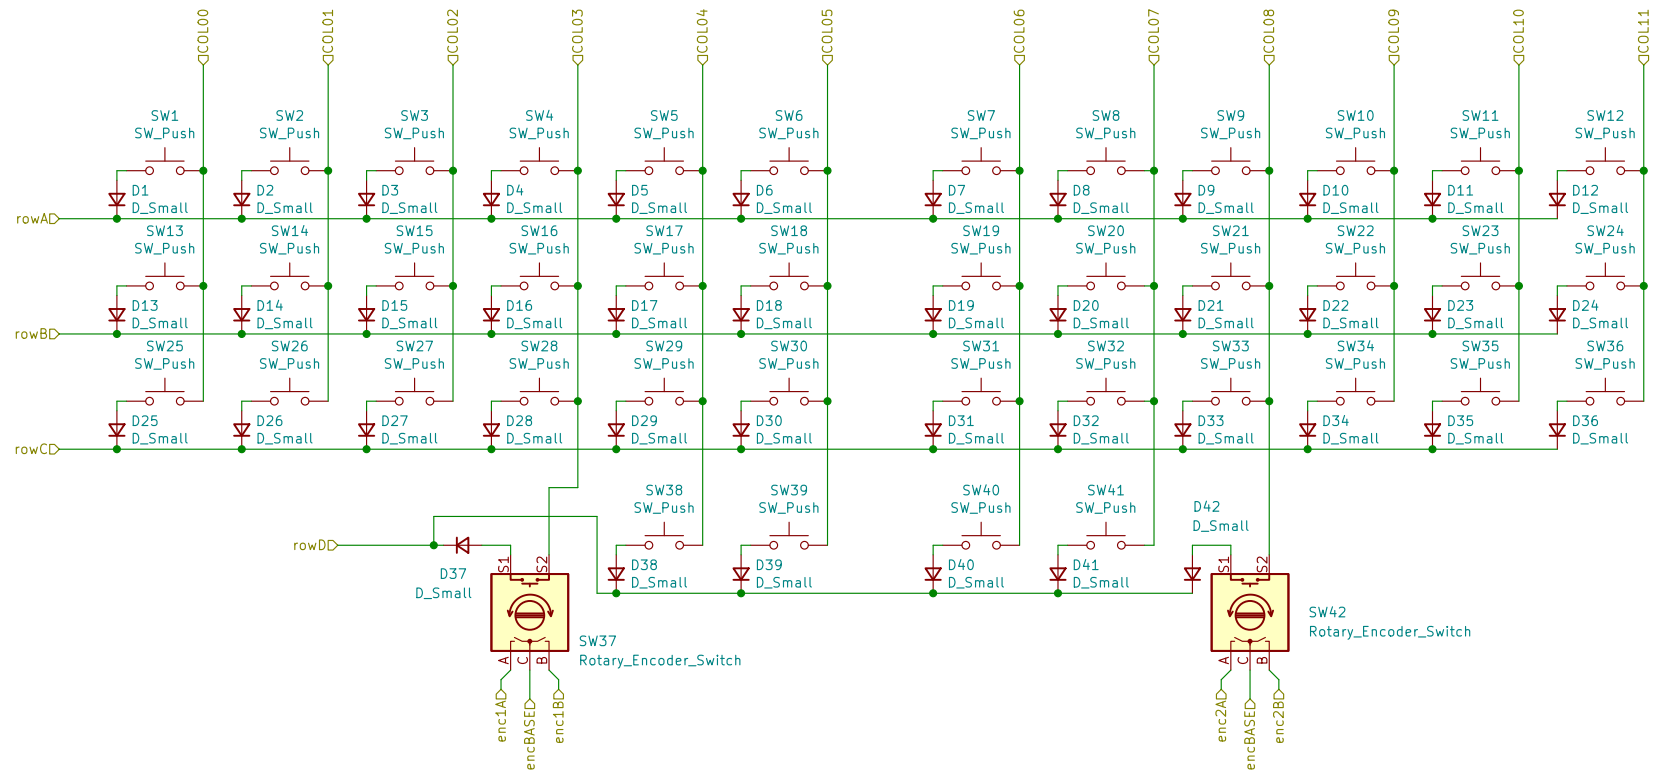 COL00 COL01 COL02 COL03 COL04 COL05 COL06 COL07 COL08 COL09 COL10 COL11
SW1 SW2 SW3 SW4 SW5 SW6 SW7 SW8 SW9 SW10 SW11 SW12
SW_Push SW_Push SW_Push SW_Push SW_Push SW_Push SW_Push SW_Push SW_Push SW_Push SW_Push SW_Push
D1 D2 D3 D4 D5 D6 D7 D8 D9 D10 D11 D12
D_Small D_Small D_Small D_Small D_Small D_Small D_Small D_Small D_Small D_Small D_Small D_Small
rowA
SW13 SW14 SW15 SW16 SW17 SW18 SW19 SW20 SW21 SW22 SW23 SW24
SW_Push SW_Push SW_Push SW_Push SW_Push SW_Push SW_Push SW_Push SW_Push SW_Push SW_Push SW_Push
D13 D14 D15 D16 D17 D18 D19 D20 D21 D22 D23 D24
D_Small D_Small D_Small D_Small D_Small D_Small D_Small D_Small D_Small D_Small D_Small D_Small
rowB
SW25 SW26 SW27 SW28 SW29 SW30 SW31 SW32 SW33 SW34 SW35 SW36
SW_Push SW_Push SW_Push SW_Push SW_Push SW_Push SW_Push SW_Push SW_Push SW_Push SW_Push SW_Push
D25 D26 D27 D28 D29 D30 D31 D32 D33 D34 D35 D36
D_Small D_Small D_Small D_Small D_Small D_Small D_Small D_Small D_Small D_Small D_Small D_Small
rowC
SW38 SW39 SW40 SW41 D42
SW_Push SW_Push SW_Push SW_Push D_Small
rowD
S1 S2 S1 S2
D37 D38 D39 D40 D41
D_Small D_Small D_Small D_Small D_Small
SW37 SW42
Rotary_Encoder_Switch Rotary_Encoder_Switch
A C B A C B
enc1A encBASE enc1B enc2A encBASE enc2B